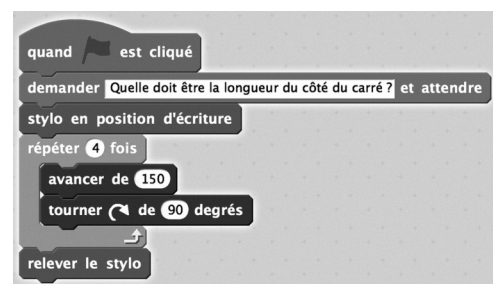 quand est cliqué
demander Quelle doit être la longueur du côté du carré ? et attendre
stylo en position d'écriture
répéter 4 fois
avancer de 150
tourner de 90 degrés
relever le stylo